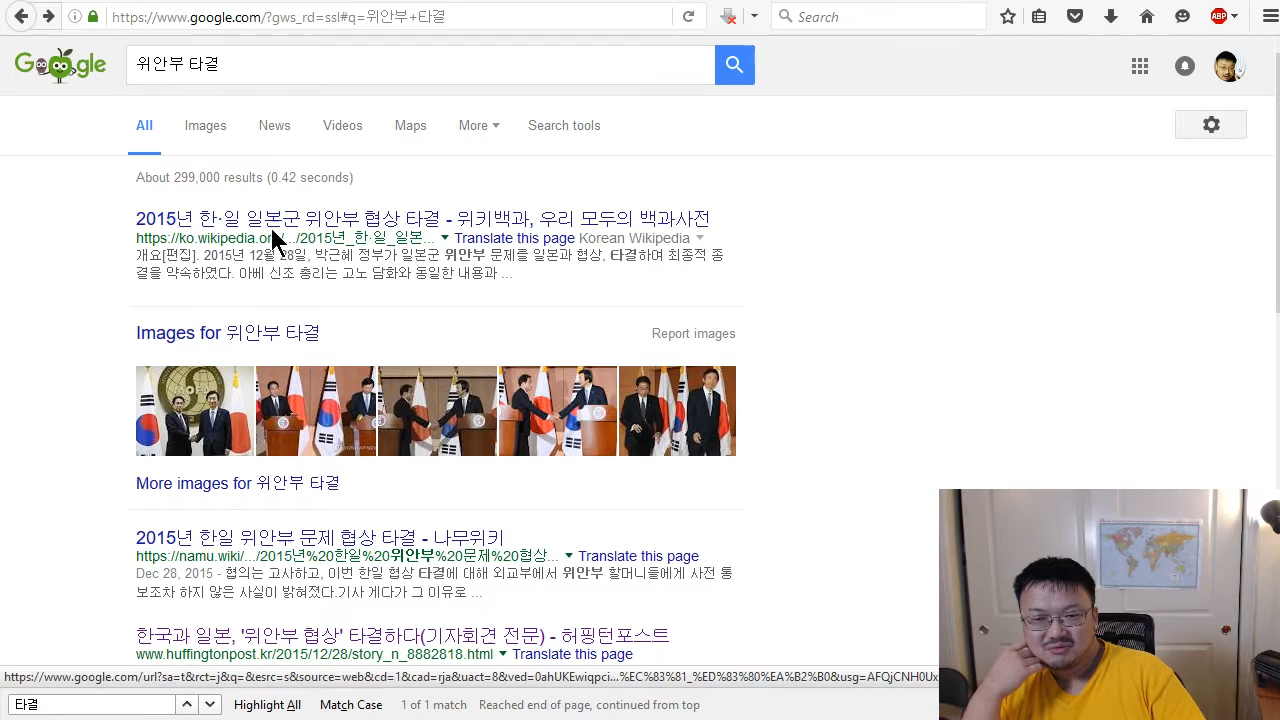 https://www.google.com/?gws_rd=ssl#q=위안부+타결
Search
ABP
Google
위안부 타결
All Images News Videos Maps More Search tools
About 299,000 results (0.42 seconds)
2015년 한·일 일본군 위안부 협상 타결 - 위키백과, 우리 모두의 백과사전
https://ko.wikipedia.or/.../2015년_한·일_일본... Translate this page Korean Wikipedia
개요[편집]. 2015년 12월 28일, 박근혜 정부가 일본군 위안부 문제를 일본과 협상, 타결하며 최종적 종
결을 약속하였다. 아베 신조 총리는 고노 담화와 동일한 내용과 ...
Images for 위안부 타결
Report images
More images for 위안부 타결
2015년 한일 위안부 문제 협상 타결 - 나무위키
https://namu.wiki/.../2015년%20한일%20위안부%20문제%20협상... Translate this page
Dec 28, 2015 - 협의는 고사하고, 이번 한일 협상 타결에 대해 외교부에서 위안부 할머니들에게 사전 통
보조차 하지 않은 사실이 밝혀졌다.기사 게다가 그 이유로 ...
한국과 일본, '위안부 협상' 타결하다(기자회견 전문) - 허핑턴포스트
www.huffingtonpost.kr/2015/12/28/story_n_8882818.html Translate this page
https://www.google.com/url?sa=t&rct=j&q=&esrc=s&source=web&cd=1&cad=rja&uact=8&ved=0ahUKEwiqpci...%EC%83%81_%ED%83%80%EA%B2%B0&usg=AFQjCNH0Ux
타결 Highlight All Match Case 1 of 1 match Reached end of page, continued from top